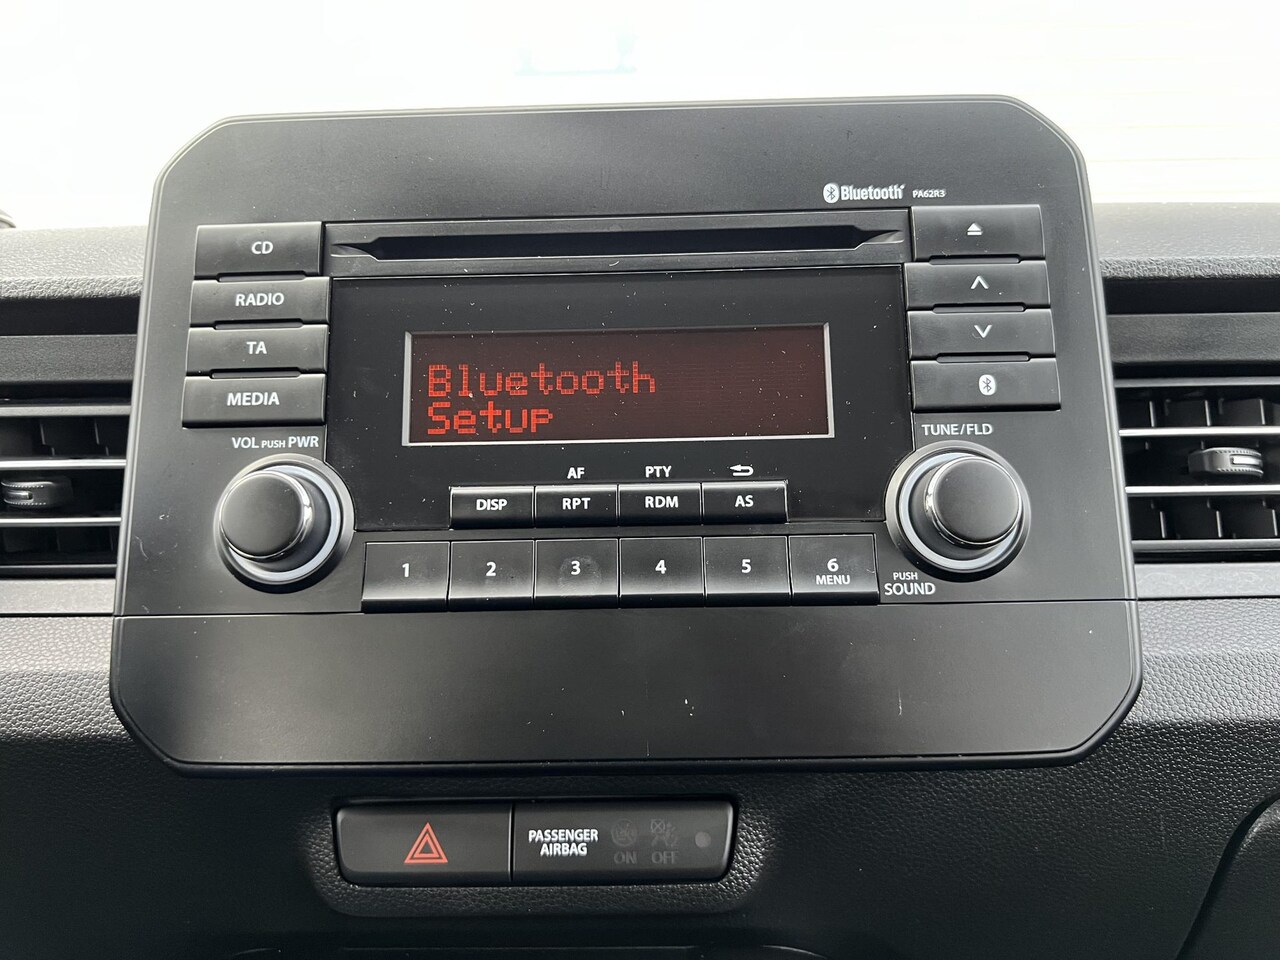 Bluetooth PA62R3
CD
RADIO
TA
MEDIA
VOL PUSH PWR
Bluetooth
Setup
TUNE/FLD
AF PTY
DISP RPT RDM AS
1 2 3 4 5 6
MENU
PUSH
SOUND
PASSENGER
AIRBAG
ON OFF